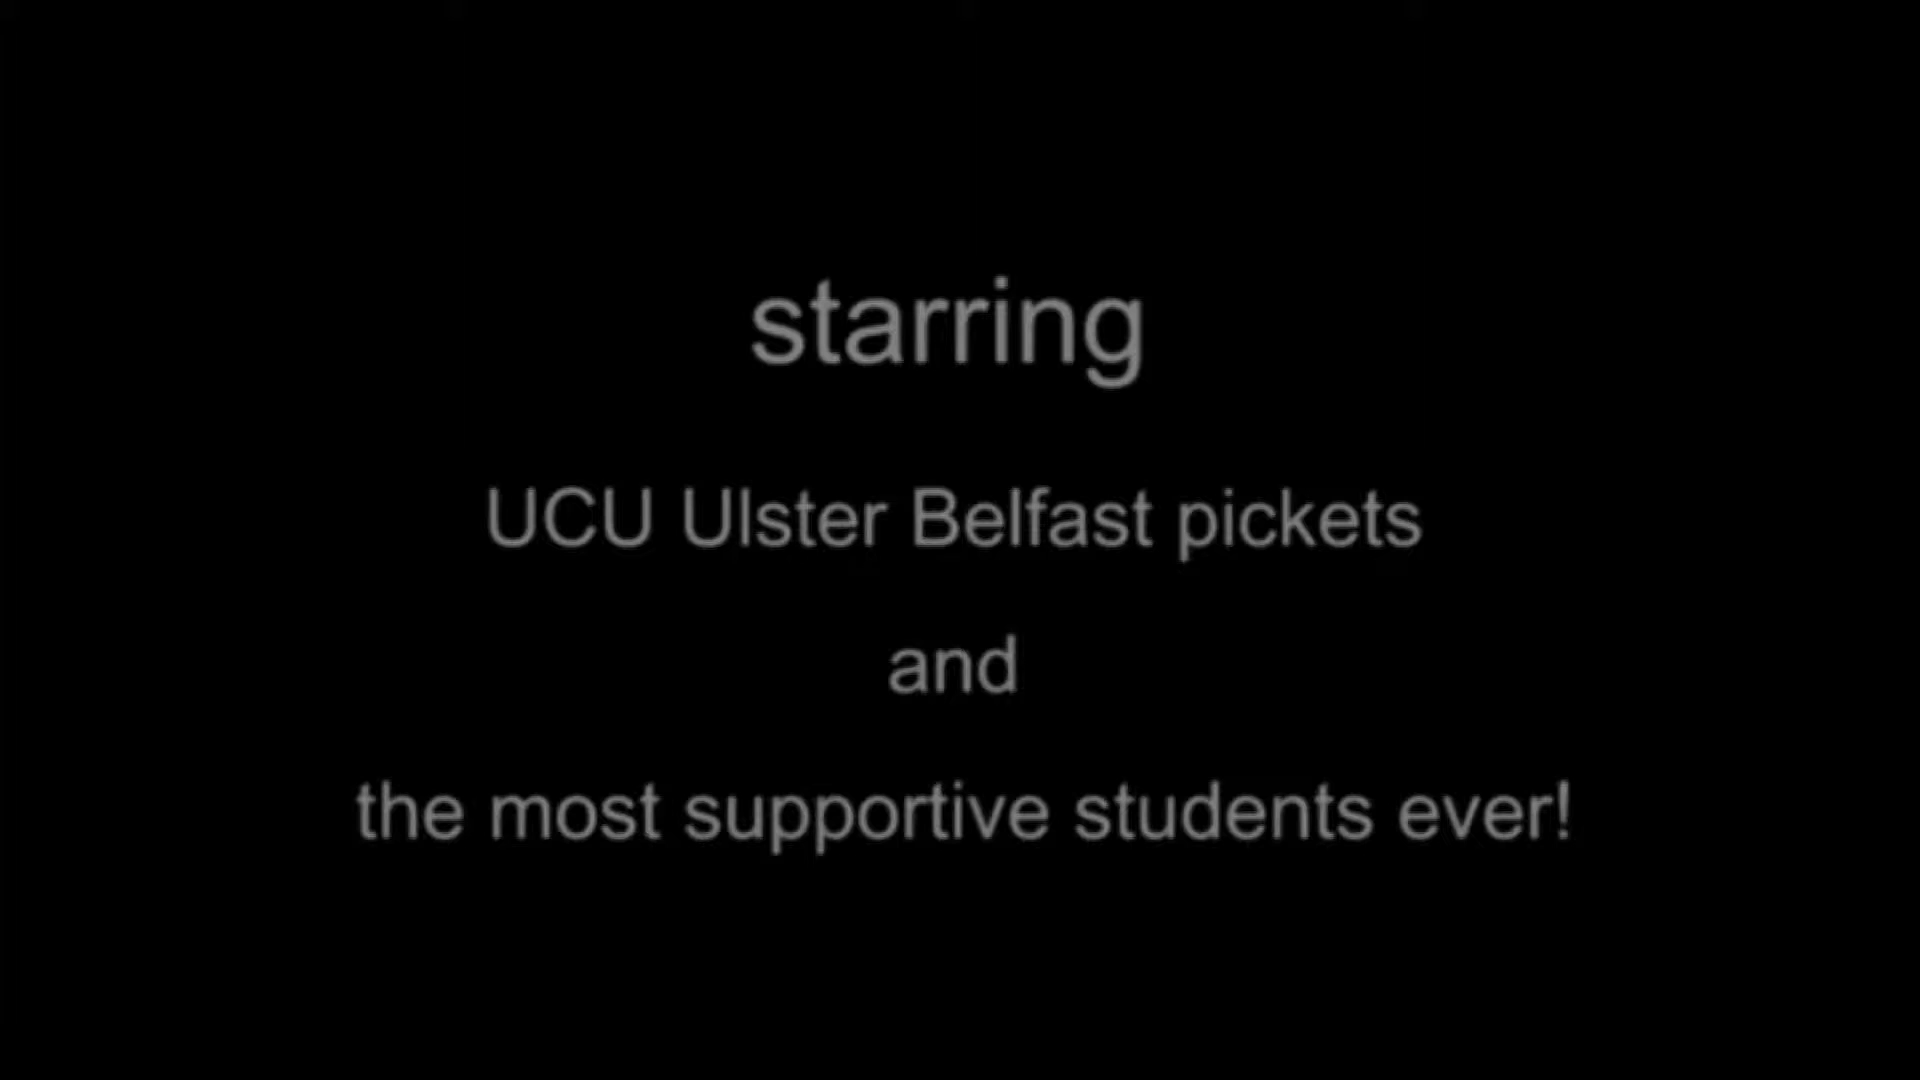 starring
UCU Ulster Belfast pickets
and
the most supportive students ever!